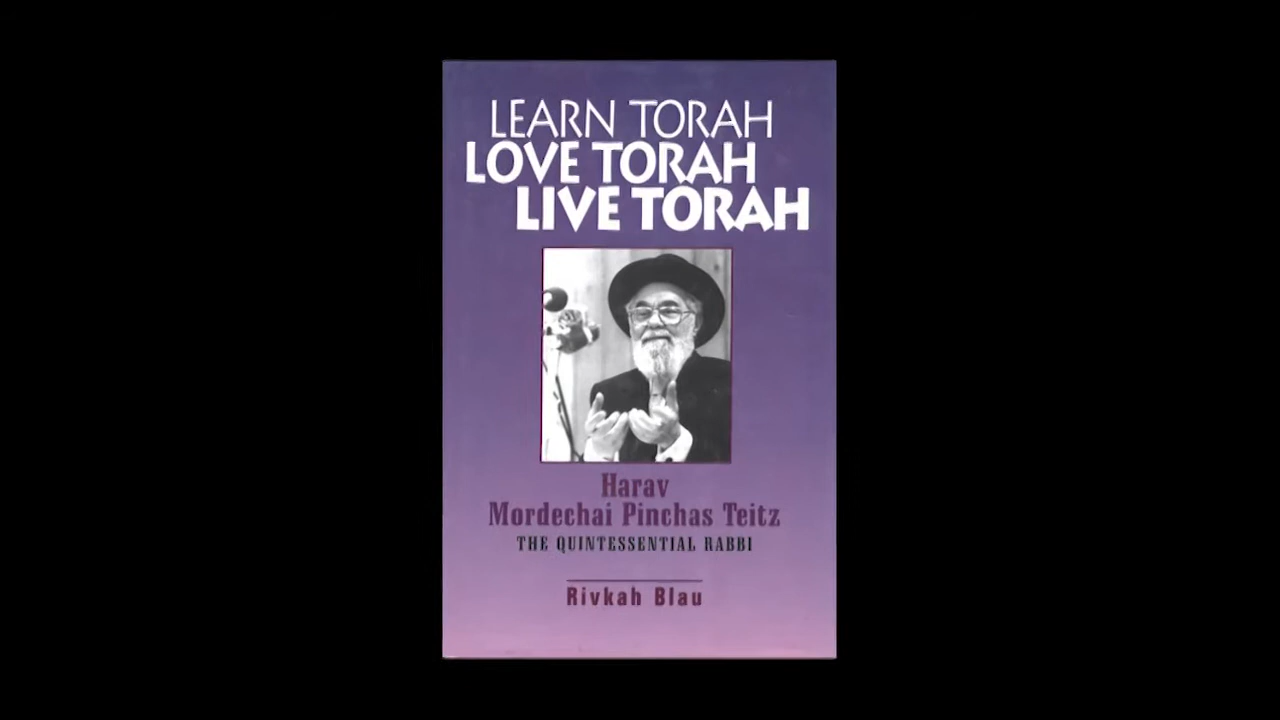 LEARN TORAH
LOVE TORAH
LIVE TORAH
Harav
Mordechai Pinchas Teitz
THE QUINTESSENTIAL RABBI
Rivkah Blau